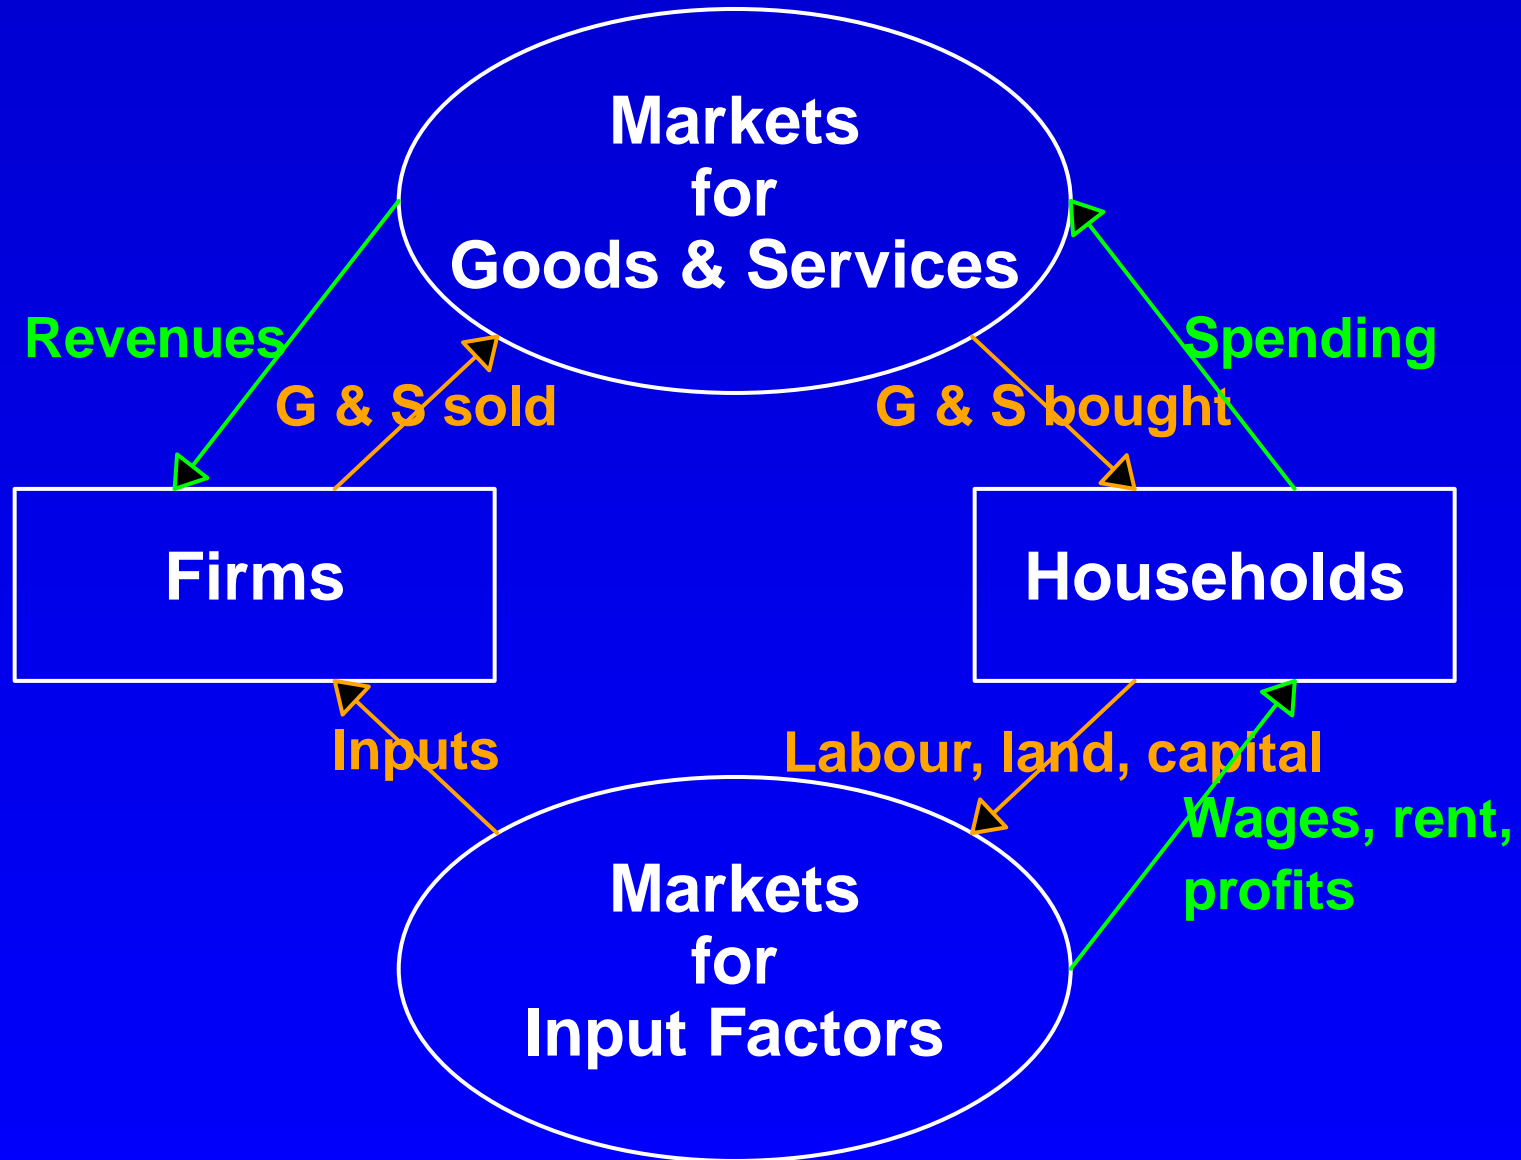 Markets
for
Goods & Services
Revenues
Spending
G & S sold
G & S bought
Firms
Households
Inputs
Labour, land, capital
Wages, rent,
profits
Markets
for
Input Factors